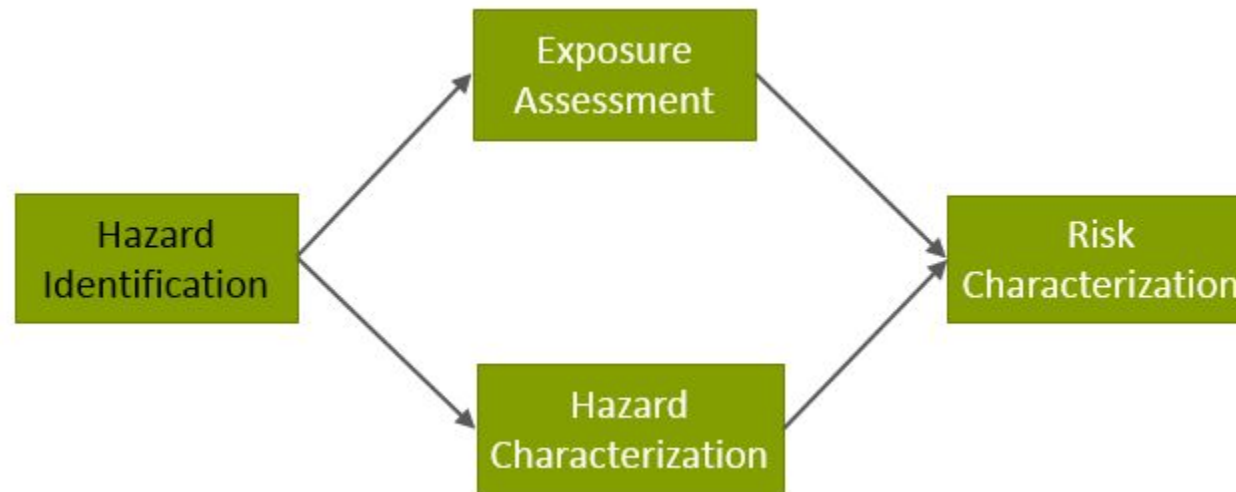 Exposure
Assessment
Hazard
Identification
Risk
Characterization
Hazard
Characterization